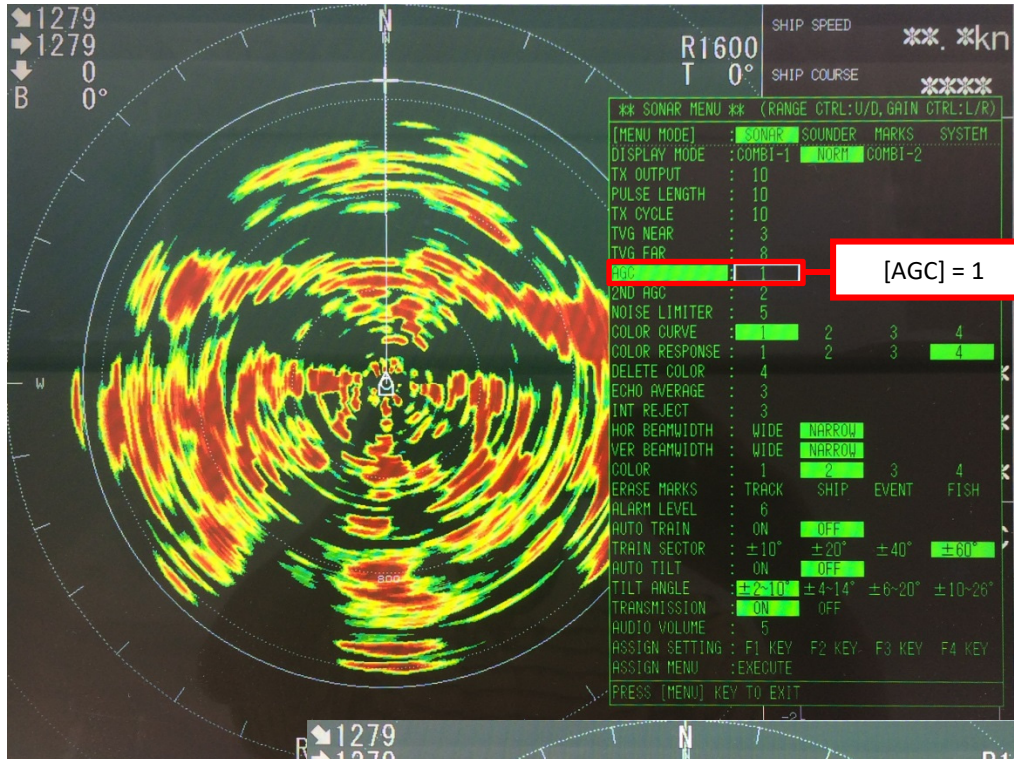 1279
1279
0
B 0°
N
N
R1600
T 0°
SHIP SPEED
**.*kn
SHIP COURSE
****
W
800
** SONAR MENU ** (RANGE CTRL:U/D, GAIN CTRL:L/R)
[MENU MODE] : SONAR SOUNDER MARKS SYSTEM
DISPLAY MODE :COMBI-1 NORM COMBI-2
TX OUTPUT : 10
PULSE LENGTH : 10
TX CYCLE : 10
TVG NEAR : 3
TVG FAR : 8
AGC : 1
[AGC] = 1
2ND AGC : 2
NOISE LIMITER : 5
COLOR CURVE : 1 2 3 4
COLOR RESPONSE : 1 2 3 4
DELETE COLOR : 4
ECHO AVERAGE : 3
INT REJECT : 3
HOR BEAMWIDTH : WIDE NARROW
VER BEAMWIDTH : WIDE NARROW
COLOR : 1 2 3 4
ERASE MARKS : TRACK SHIP EVENT FISH
ALARM LEVEL : 6
AUTO TRAIN : ON OFF
TRAIN SECTOR : ±10° ±20° ±40° ±60°
AUTO TILT : ON OFF
TILT ANGLE :±2~10° ±4~14° ±6~20° ±10~26°
TRANSMISSION : ON OFF
AUDIO VOLUME : 5
ASSIGN SETTING : F1 KEY F2 KEY F3 KEY F4 KEY
ASSIGN MENU :EXECUTE
PRESS [MENU] KEY TO EXIT
-2
R
1279
N